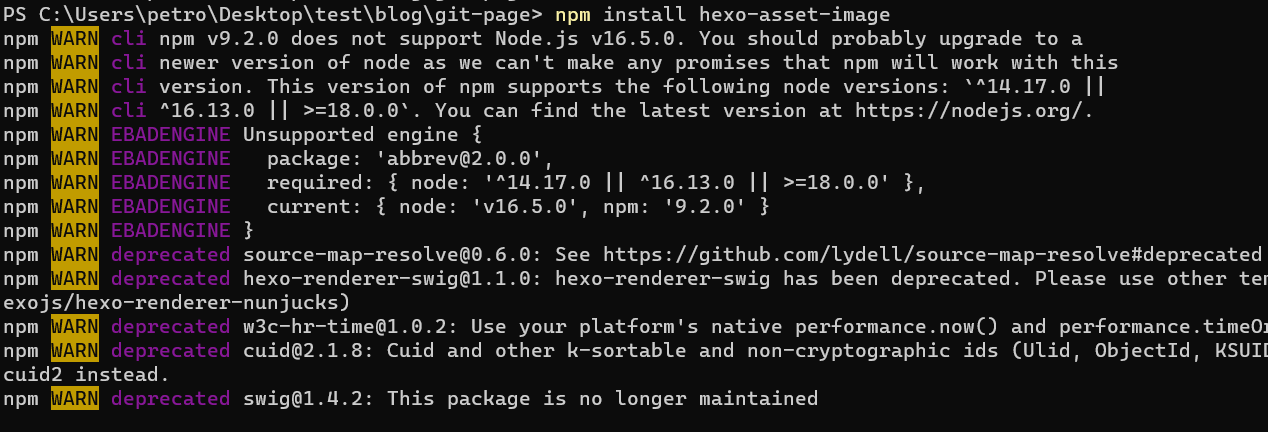 PS C:\Users\petro\Desktop\test\blog\git-page> npm install hexo-asset-image
npm WARN cli npm v9.2.0 does not support Node.js v16.5.0. You should probably upgrade to a
npm WARN cli newer version of node as we can't make any promises that npm will work with this
npm WARN cli version. This version of npm supports the following node versions: `^14.17.0 ||
npm WARN cli ^16.13.0 || >=18.0.0`. You can find the latest version at https://nodejs.org/.
npm WARN EBADENGINE Unsupported engine {
npm WARN EBADENGINE   package: 'abbrev@2.0.0',
npm WARN EBADENGINE   required: { node: '^14.17.0 || ^16.13.0 || >=18.0.0' },
npm WARN EBADENGINE   current: { node: 'v16.5.0', npm: '9.2.0' }
npm WARN EBADENGINE }
npm WARN deprecated source-map-resolve@0.6.0: See https://github.com/lydell/source-map-resolve#deprecated
npm WARN deprecated hexo-renderer-swig@1.1.0: hexo-renderer-swig has been deprecated. Please use other te
exojs/hexo-renderer-nunjucks)
npm WARN deprecated w3c-hr-time@1.0.2: Use your platform's native performance.now() and performance.timeO
npm WARN deprecated cuid@2.1.8: Cuid and other k-sortable and non-cryptographic ids (Ulid, ObjectId, KSUID
cuid2 instead.
npm WARN deprecated swig@1.4.2: This package is no longer maintained